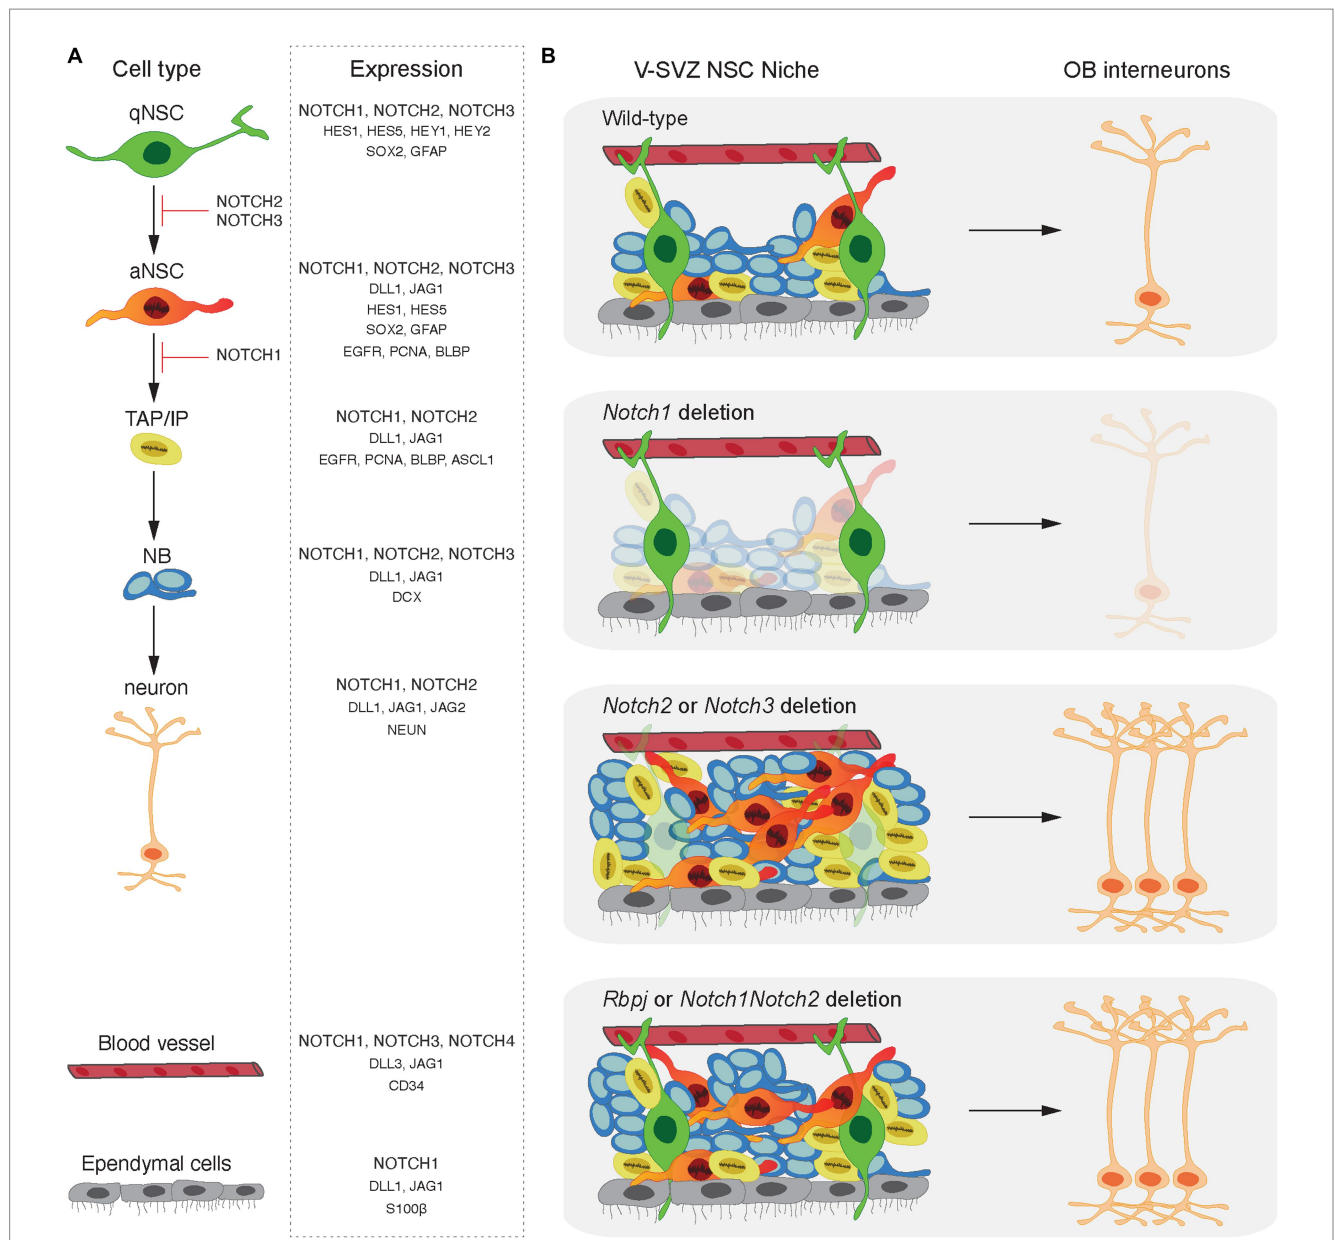 A
Cell type
Expression
qNSC
NOTCH1, NOTCH2, NOTCH3
HES1, HES5, HEY1, HEY2
SOX2, GFAP
NOTCH2
NOTCH3
aNSC
NOTCH1, NOTCH2, NOTCH3
DLL1, JAG1
HES1, HES5
SOX2, GFAP
EGFR, PCNA, BLBP
NOTCH1
TAP/IP
NOTCH1, NOTCH2
DLL1, JAG1
EGFR, PCNA, BLBP, ASCL1
NB
NOTCH1, NOTCH2, NOTCH3
DLL1, JAG1
DCX
neuron
NOTCH1, NOTCH2
DLL1, JAG1, JAG2
NEUN
Blood vessel
NOTCH1, NOTCH3, NOTCH4
DLL3, JAG1
CD34
Ependymal cells
NOTCH1
DLL1, JAG1
S100β
B
V-SVZ NSC Niche
OB interneurons
Wild-type
Notch1 deletion
Notch2 or Notch3 deletion
Rbpj or Notch1Notch2 deletion